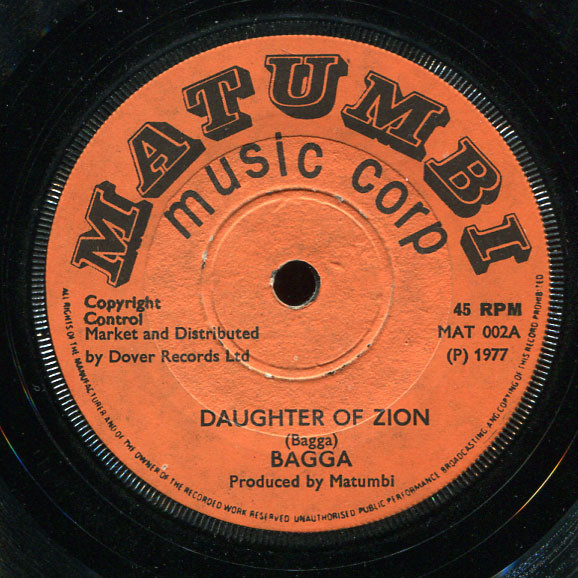 MATUMBI
music corp
Copyright
Control
Market and Distributed
by Dover Records Ltd
45 RPM
MAT 002A
(P) 1977
DAUGHTER OF ZION
(Bagga)
BAGGA
Produced by Matumbi
ALL RIGHTS OF THE MANUFACTURER AND OF THE OWNER OF THE RECORDED WORK RESERVED UNAUTHORISED PUBLIC PERFORMANCE BROADCASTING AND COPYING OF THIS RECORD PROHIBITED